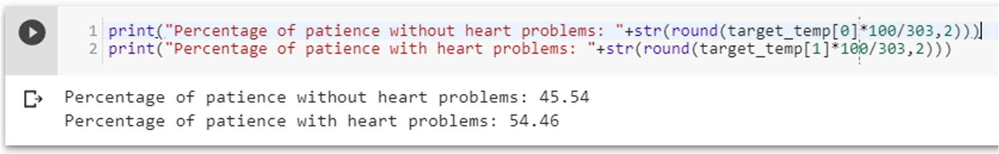 1 print("Percentage of patience without heart problems: "+str(round(target_temp[0]*100/303,2)))
2 print("Percentage of patience with heart problems: "+str(round(target_temp[1]*100/303,2)))
Percentage of patience without heart problems: 45.54
Percentage of patience with heart problems: 54.46